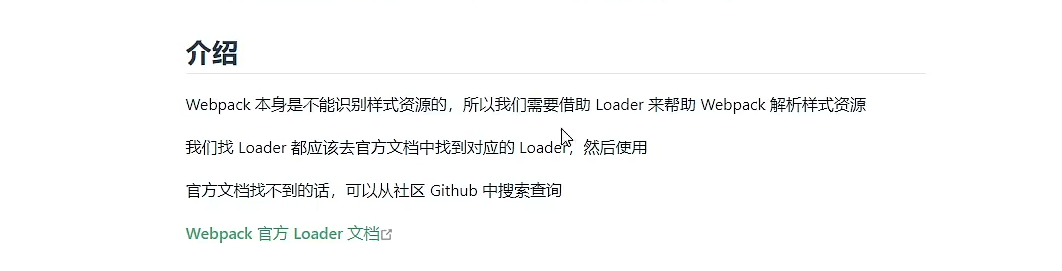 介绍
Webpack 本身是不能识别样式资源的，所以我们需要借助 Loader 来帮助 Webpack 解析样式资源
我们找 Loader 都应该去官方文档中找到对应的 Loader，然后使用
官方文档找不到的话，可以从社区 Github 中搜索查询
Webpack 官方 Loader 文档